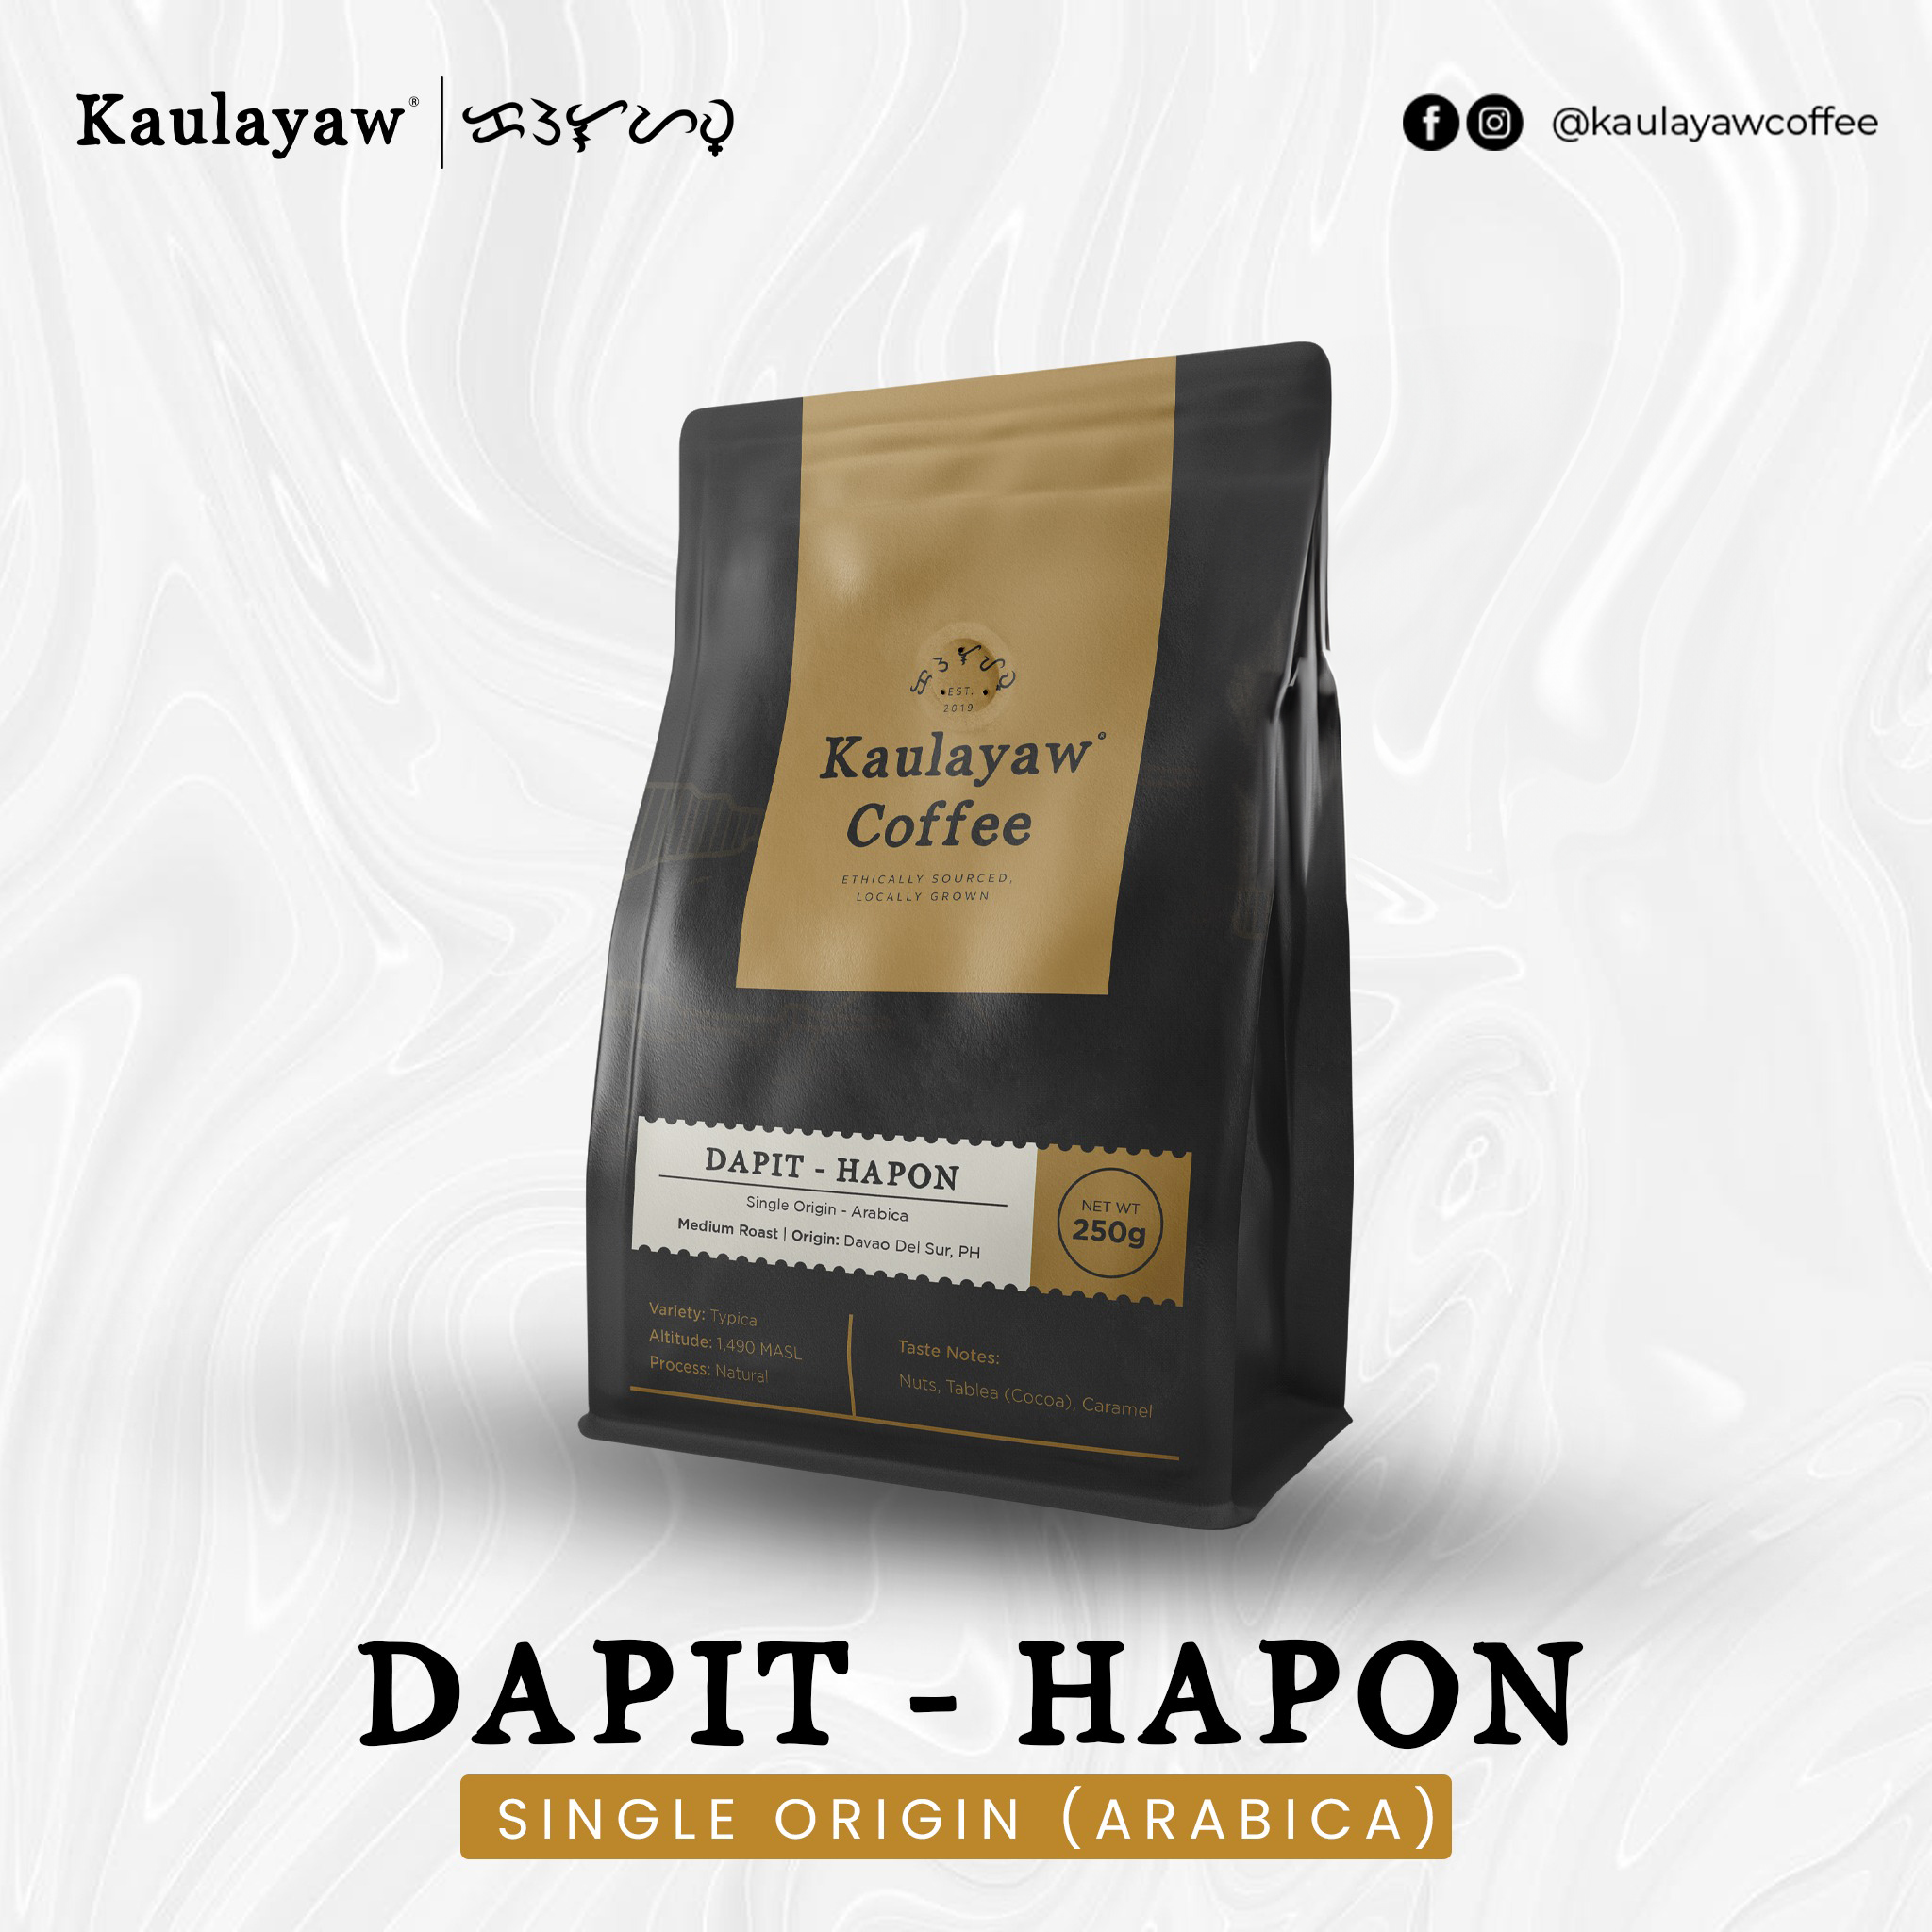 Kaulayaw® | ᜃᜂᜎᜌᜏ᜔
@kaulayawcoffee
ᜃᜂᜎᜌᜏ᜔
EST.
2019
Kaulayaw®
Coffee
ETHICALLY SOURCED,
LOCALLY GROWN
DAPIT - HAPON
Single Origin - Arabica
Medium Roast | Origin: Davao Del Sur, PH
NET WT
250g
Variety: Typica
Altitude: 1,490 MASL
Process: Natural
Taste Notes:
Nuts, Tablea (Cocoa), Caramel
DAPIT - HAPON
SINGLE ORIGIN (ARABICA)